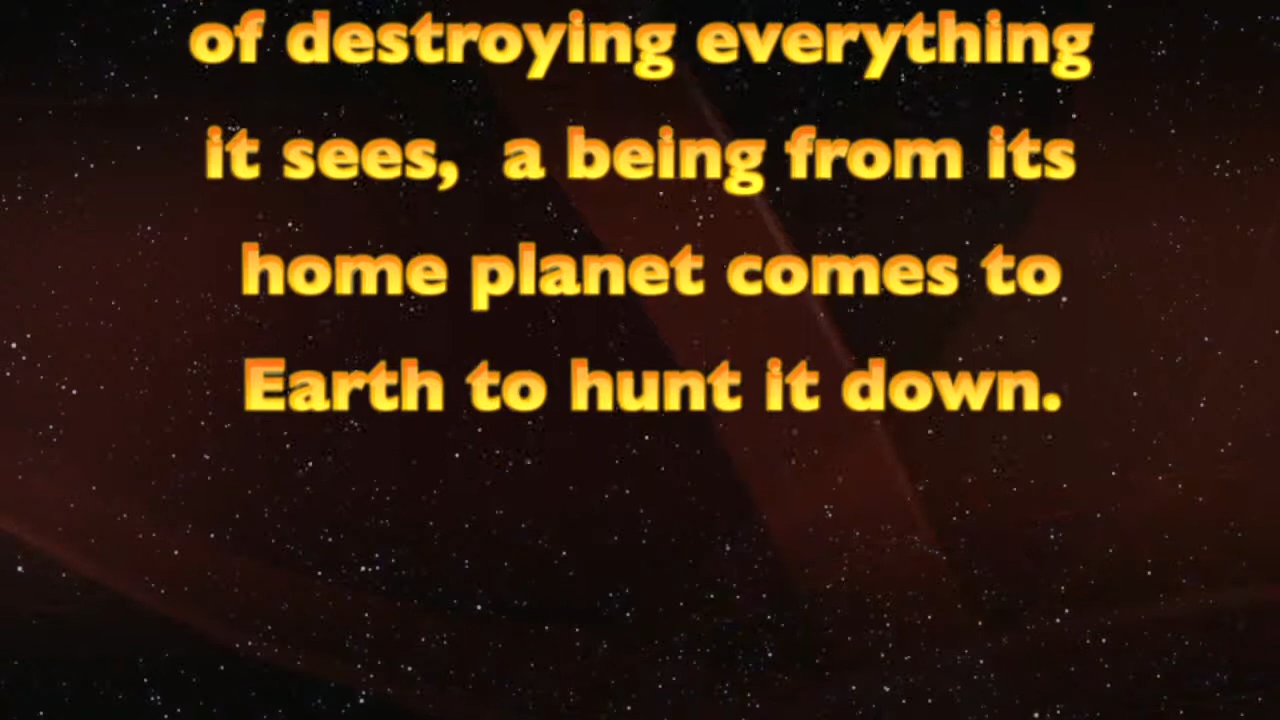 of destroying everything
it sees,  a being from its
home planet comes to
Earth to hunt it down.